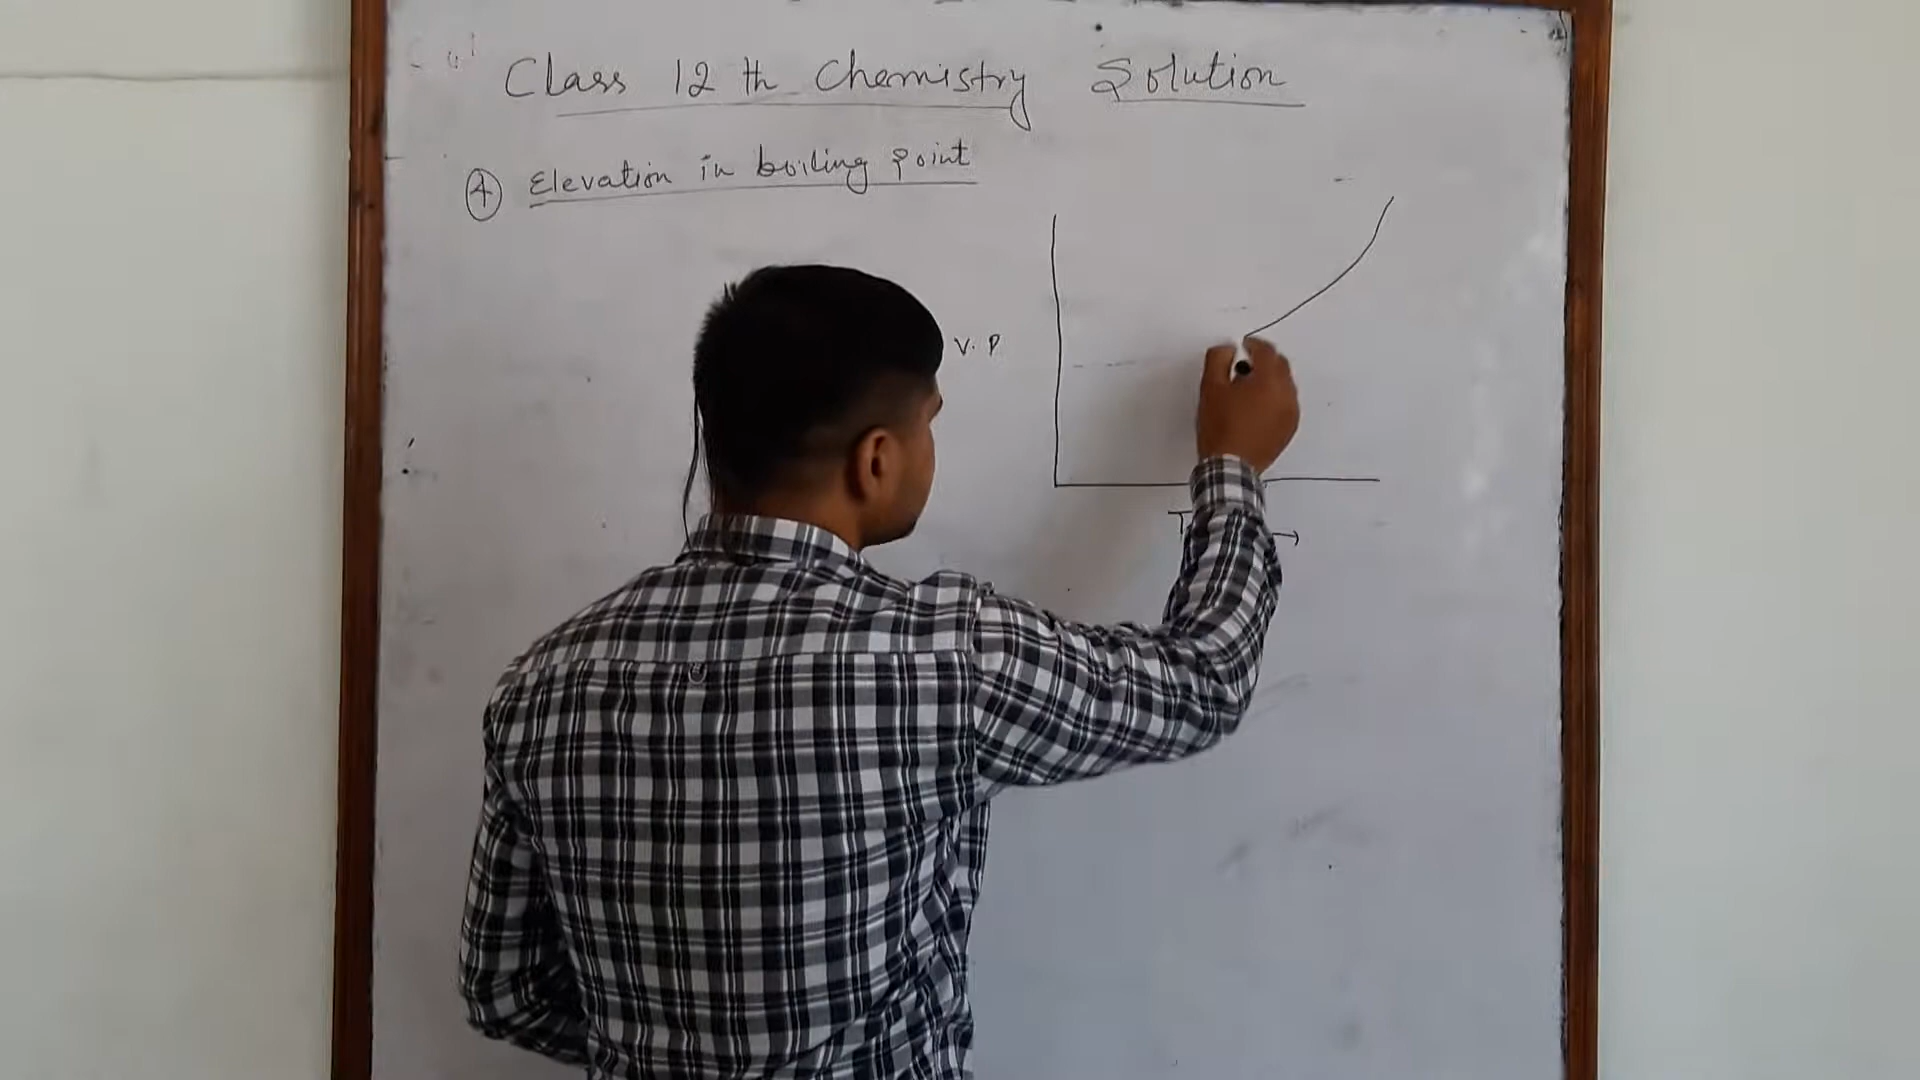 Class 12 th Chemistry Solution
④ Elevation in boiling point
V. P
T